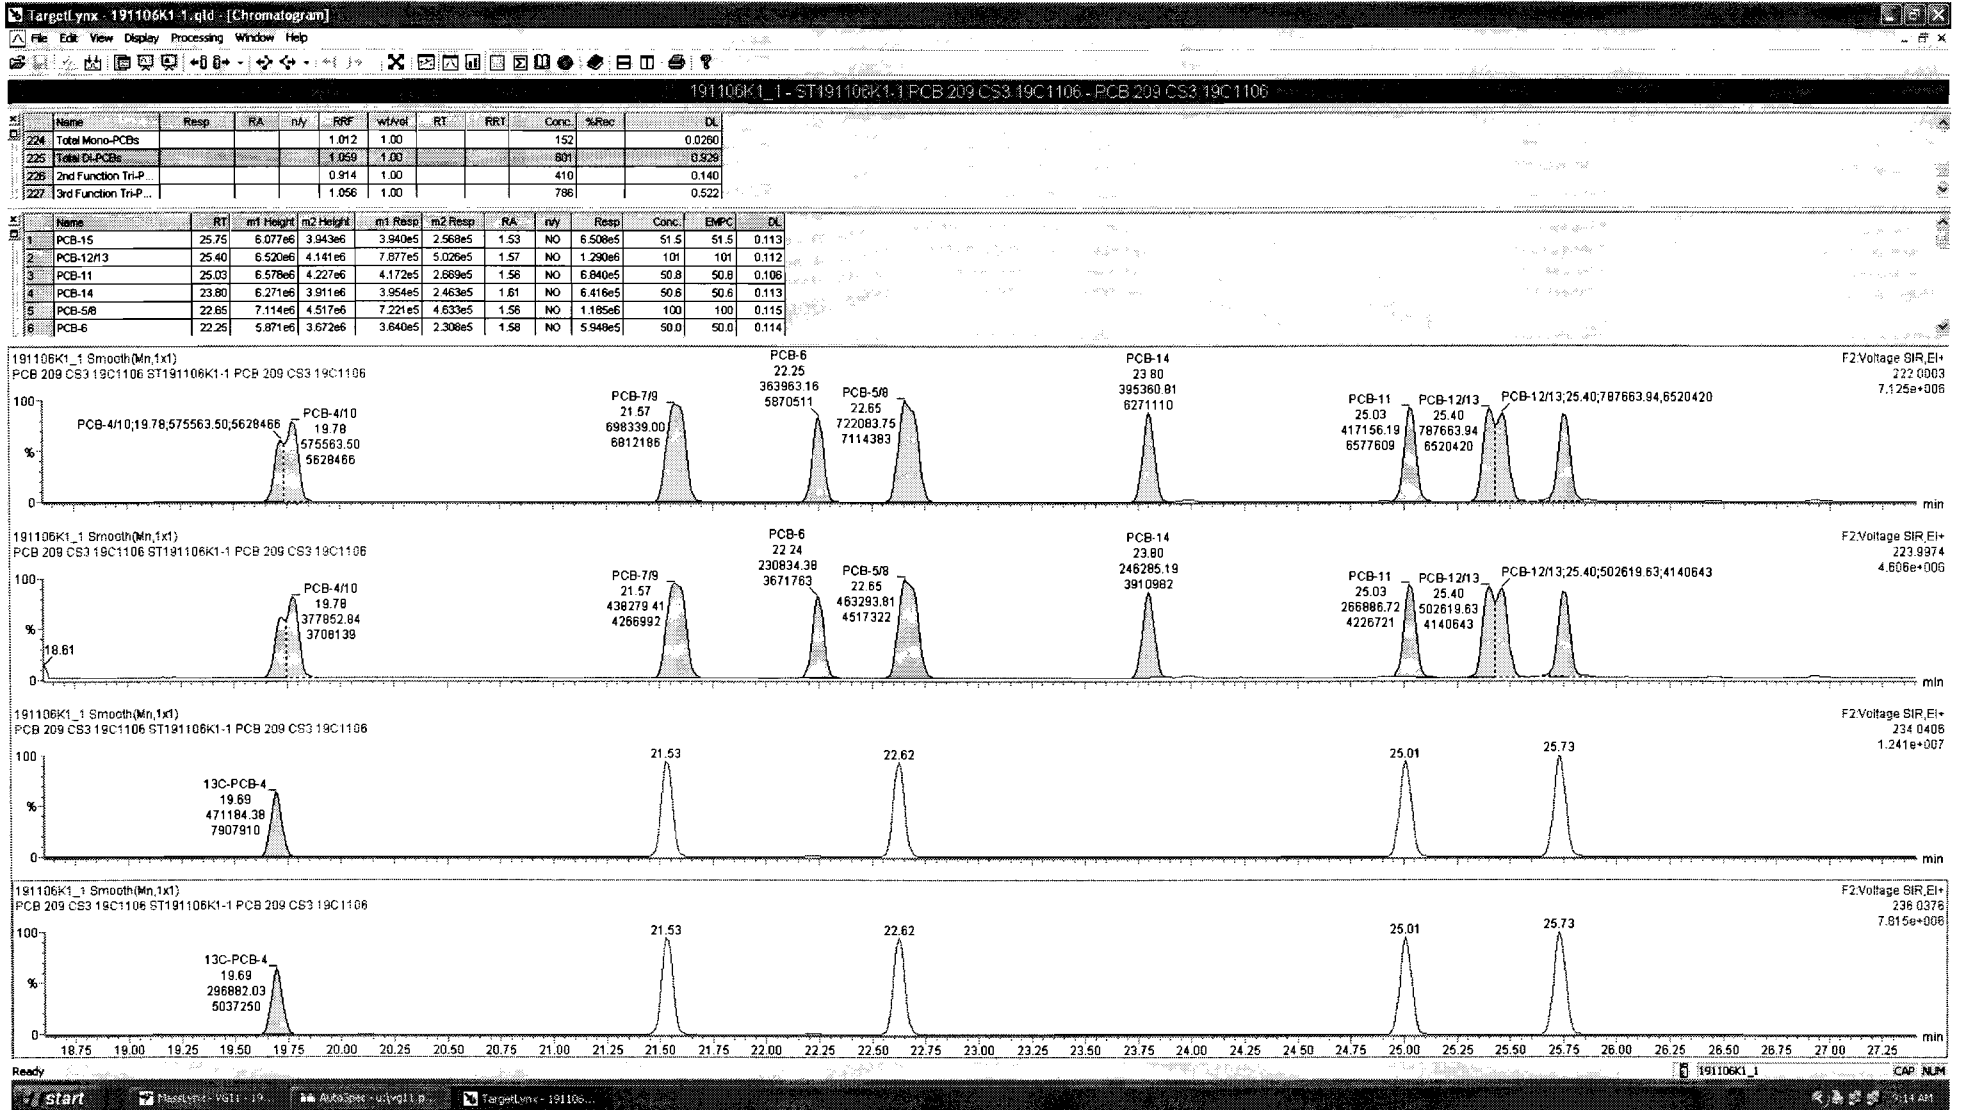 TargetLynx - 191106K1-1.qld - [Chromatogram]
File Edit View Display Processing Window Help
191106K1_1 - ST191106K1-1 PCB 209 CS3 19C1106 - PCB 209 CS3 19C1106
Name Resp RA n/y RRF wt/vol RT RRT Conc. %Rec DL
224 Total Mono-PCBs 1.012 1.00 152 0.0260
225 Total Di-PCBs 1.059 1.00 801 0.929
226 2nd Function Tri-P... 0.914 1.00 410 0.140
227 3rd Function Tri-P... 1.056 1.00 786 0.522
Name RT m1 Height m2 Height m1 Resp m2 Resp RA n/y Resp Conc. EMPC DL
1 PCB-15 25.75 6.077e6 3.943e6 3.940e5 2.568e5 1.53 NO 6.508e5 51.5 51.5 0.113
2 PCB-12/13 25.40 6.520e6 4.141e6 7.877e5 5.026e5 1.57 NO 1.290e6 101 101 0.112
3 PCB-11 25.03 6.578e6 4.227e6 4.172e5 2.669e5 1.56 NO 6.840e5 50.8 50.8 0.106
4 PCB-14 23.80 6.271e6 3.911e6 3.954e5 2.463e5 1.61 NO 6.416e5 50.6 50.6 0.113
5 PCB-5/8 22.65 7.114e6 4.517e6 7.221e5 4.633e5 1.56 NO 1.185e6 100 100 0.115
6 PCB-6 22.25 5.871e6 3.672e6 3.640e5 2.308e5 1.58 NO 5.948e5 50.0 50.0 0.114
191106K1_1 Smooth(Mn,1x1)
PCB 209 CS3 19C1106 ST191106K1-1 PCB 209 CS3 19C1106
F2:Voltage SIR,EI+
222.0003
7.125e+006
100
%
0
PCB-4/10;19.78;575563.50;5628466
PCB-4/10
19.78
575563.50
5628466
PCB-7/9
21.57
698339.00
6812186
PCB-6
22.25
363963.16
5870511
PCB-5/8
22.65
722083.75
7114383
PCB-14
23.80
395360.81
6271110
PCB-11
25.03
417156.19
6577609
PCB-12/13
25.40
787663.94
6520420
PCB-12/13;25.40;787663.94;6520420
min
191106K1_1 Smooth(Mn,1x1)
PCB 209 CS3 19C1106 ST191106K1-1 PCB 209 CS3 19C1106
F2:Voltage SIR,EI+
223.9974
4.606e+006
100
%
0
18.61
PCB-4/10
19.78
377852.84
3708139
PCB-7/9
21.57
438279.41
4266992
PCB-6
22.24
230834.38
3671763
PCB-5/8
22.65
463293.81
4517322
PCB-14
23.80
246285.19
3910982
PCB-11
25.03
266886.72
4226721
PCB-12/13
25.40
502619.63
4140643
PCB-12/13;25.40;502619.63;4140643
min
191106K1_1 Smooth(Mn,1x1)
PCB 209 CS3 19C1106 ST191106K1-1 PCB 209 CS3 19C1106
F2:Voltage SIR,EI+
234.0406
1.241e+007
100
%
0
13C-PCB-4
19.69
471184.38
7907910
21.53 22.62 25.01 25.73
min
191106K1_1 Smooth(Mn,1x1)
PCB 209 CS3 19C1106 ST191106K1-1 PCB 209 CS3 19C1106
F2:Voltage SIR,EI+
236.0376
7.815e+006
100
%
0
13C-PCB-4
19.69
296882.03
5037250
21.53 22.62 25.01 25.73
min
18.75 19.00 19.25 19.50 19.75 20.00 20.25 20.50 20.75 21.00 21.25 21.50 21.75 22.00 22.25 22.50 22.75 23.00 23.25 23.50 23.75 24.00 24.25 24.50 24.75 25.00 25.25 25.50 25.75 26.00 26.25 26.50 26.75 27.00 27.25
Ready 191106K1_1 CAP NUM
start MassLynx - VG11 - 19... AutoSpec - u:\vg11.p... TargetLynx - 191106... 9:14 AM